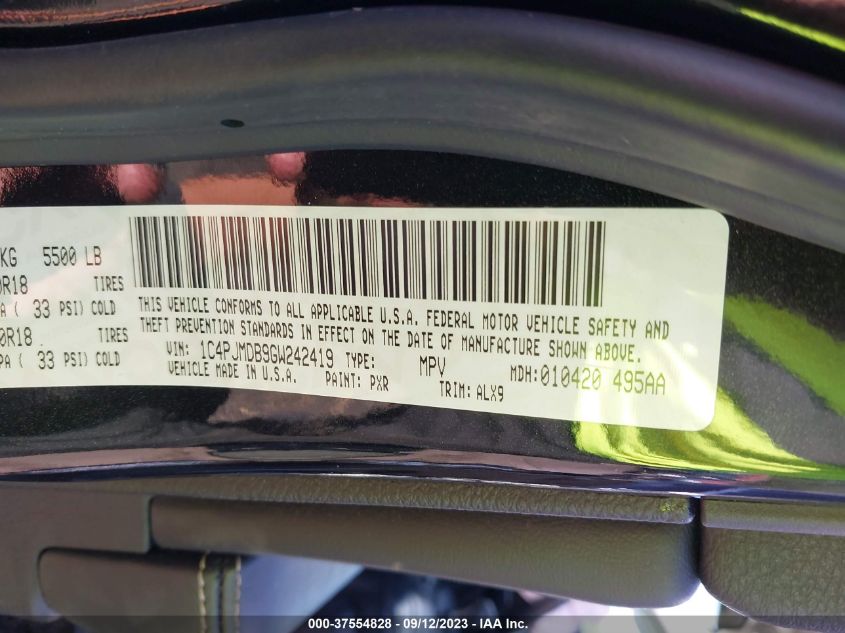 KG 5500 LB
0R18 TIRES
A ( 33 PSI) COLD
0R18 TIRES
PA ( 33 PSI) COLD
THIS VEHICLE CONFORMS TO ALL APPLICABLE U.S.A. FEDERAL MOTOR VEHICLE SAFETY AND
THEFT PREVENTION STANDARDS IN EFFECT ON THE DATE OF MANUFACTURE SHOWN ABOVE.
VIN: 1C4PJMDB9GW242419 TYPE: MPV MDH:010420 495AA
VEHICLE MADE IN U.S.A. PAINT: PXR TRIM: ALX9
000-37554828 - 09/12/2023 - IAA Inc.